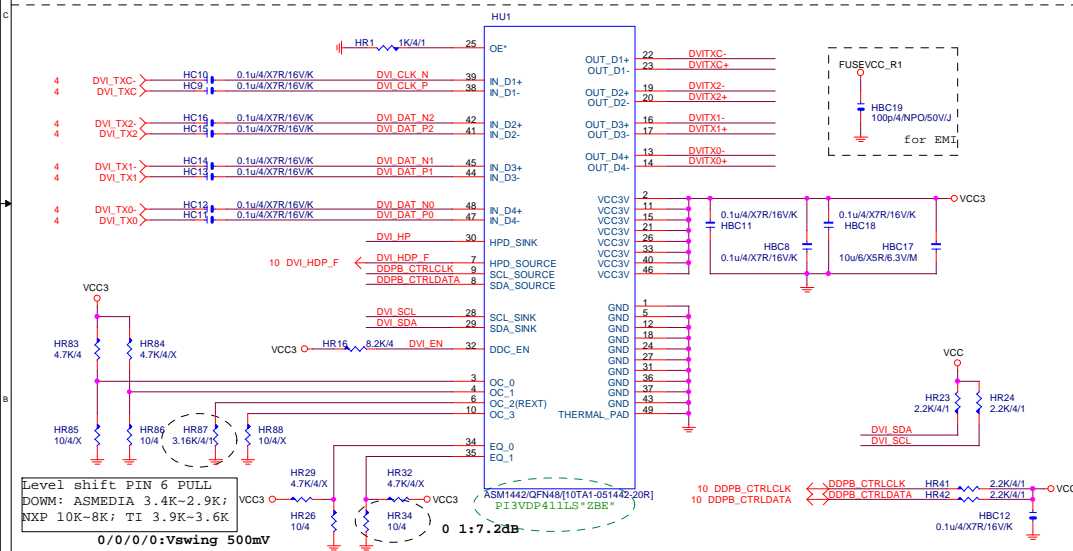 C
B
HU1
HR1 1K/4/1 25 OE*
4 DVI_TXC- HC10 0.1u/4/X7R/16V/K DVI_CLK_N 39 IN_D1+
4 DVI_TXC HC9 0.1u/4/X7R/16V/K DVI_CLK_P 38 IN_D1-
4 DVI_TX2- HC16 0.1u/4/X7R/16V/K DVI_DAT_N2 42 IN_D2+
4 DVI_TX2 HC15 0.1u/4/X7R/16V/K DVI_DAT_P2 41 IN_D2-
4 DVI_TX1- HC14 0.1u/4/X7R/16V/K DVI_DAT_N1 45 IN_D3+
4 DVI_TX1 HC13 0.1u/4/X7R/16V/K DVI_DAT_P1 44 IN_D3-
4 DVI_TX0- HC12 0.1u/4/X7R/16V/K DVI_DAT_N0 48 IN_D4+
4 DVI_TX0 HC11 0.1u/4/X7R/16V/K DVI_DAT_P0 47 IN_D4-
DVI_HP 30 HPD_SINK
10 DVI_HDP_F DVI_HDP_F 7 HPD_SOURCE
DDPB_CTRLCLK 9 SCL_SOURCE
DDPB_CTRLDATA 8 SDA_SOURCE
DVI_SCL 28 SCL_SINK
DVI_SDA 29 SDA_SINK
VCC3 HR16 8.2K/4 DVI_EN 32 DDC_EN
3 OC_0
4 OC_1
6 OC_2(REXT)
10 OC_3
34 EQ_0
35 EQ_1
VCC3
HR83 4.7K/4
HR84 4.7K/4/X
HR85 10/4/X
HR86 10/4
HR87 3.16K/4/1
HR88 10/4/X
HR29 4.7K/4/X
VCC3
HR26 10/4
HR32 4.7K/4/X
VCC3
HR34 10/4
Level shift PIN 6 PULL
DOWM: ASMEDIA 3.4K~2.9K;
NXP 10K~8K; TI 3.9K~3.6K
0/0/0/0:Vswing 500mV
0 1:7.2dB
ASM1442/QFN48/[10TA1-051442-20R]
PI3VDP411LS"ZBE"
OUT_D1+ 22 DVITXC-
OUT_D1- 23 DVITXC+
OUT_D2+ 19 DVITX2-
OUT_D2- 20 DVITX2+
OUT_D3+ 16 DVITX1-
OUT_D3- 17 DVITX1+
OUT_D4+ 13 DVITX0-
OUT_D4- 14 DVITX0+
VCC3V 2
VCC3V 11
VCC3V 15
VCC3V 21
VCC3V 26
VCC3V 33
VCC3V 40
VCC3V 46
GND 1
GND 5
GND 12
GND 18
GND 24
GND 27
GND 31
GND 36
GND 37
GND 43
THERMAL_PAD 49
FUSEVCC_R1
HBC19
100p/4/NPO/50V/J
for EMI
VCC3
0.1u/4/X7R/16V/K
HBC11
HBC8
0.1u/4/X7R/16V/K
0.1u/4/X7R/16V/K
HBC18
HBC17
10u/6/X5R/6.3V/M
VCC
HR23 2.2K/4/1
HR24 2.2K/4/1
DVI_SDA
DVI_SCL
10 DDPB_CTRLCLK DDPB_CTRLCLK HR41 2.2K/4/1
10 DDPB_CTRLDATA DDPB_CTRLDATA HR42 2.2K/4/1
HBC12
0.1u/4/X7R/16V/K